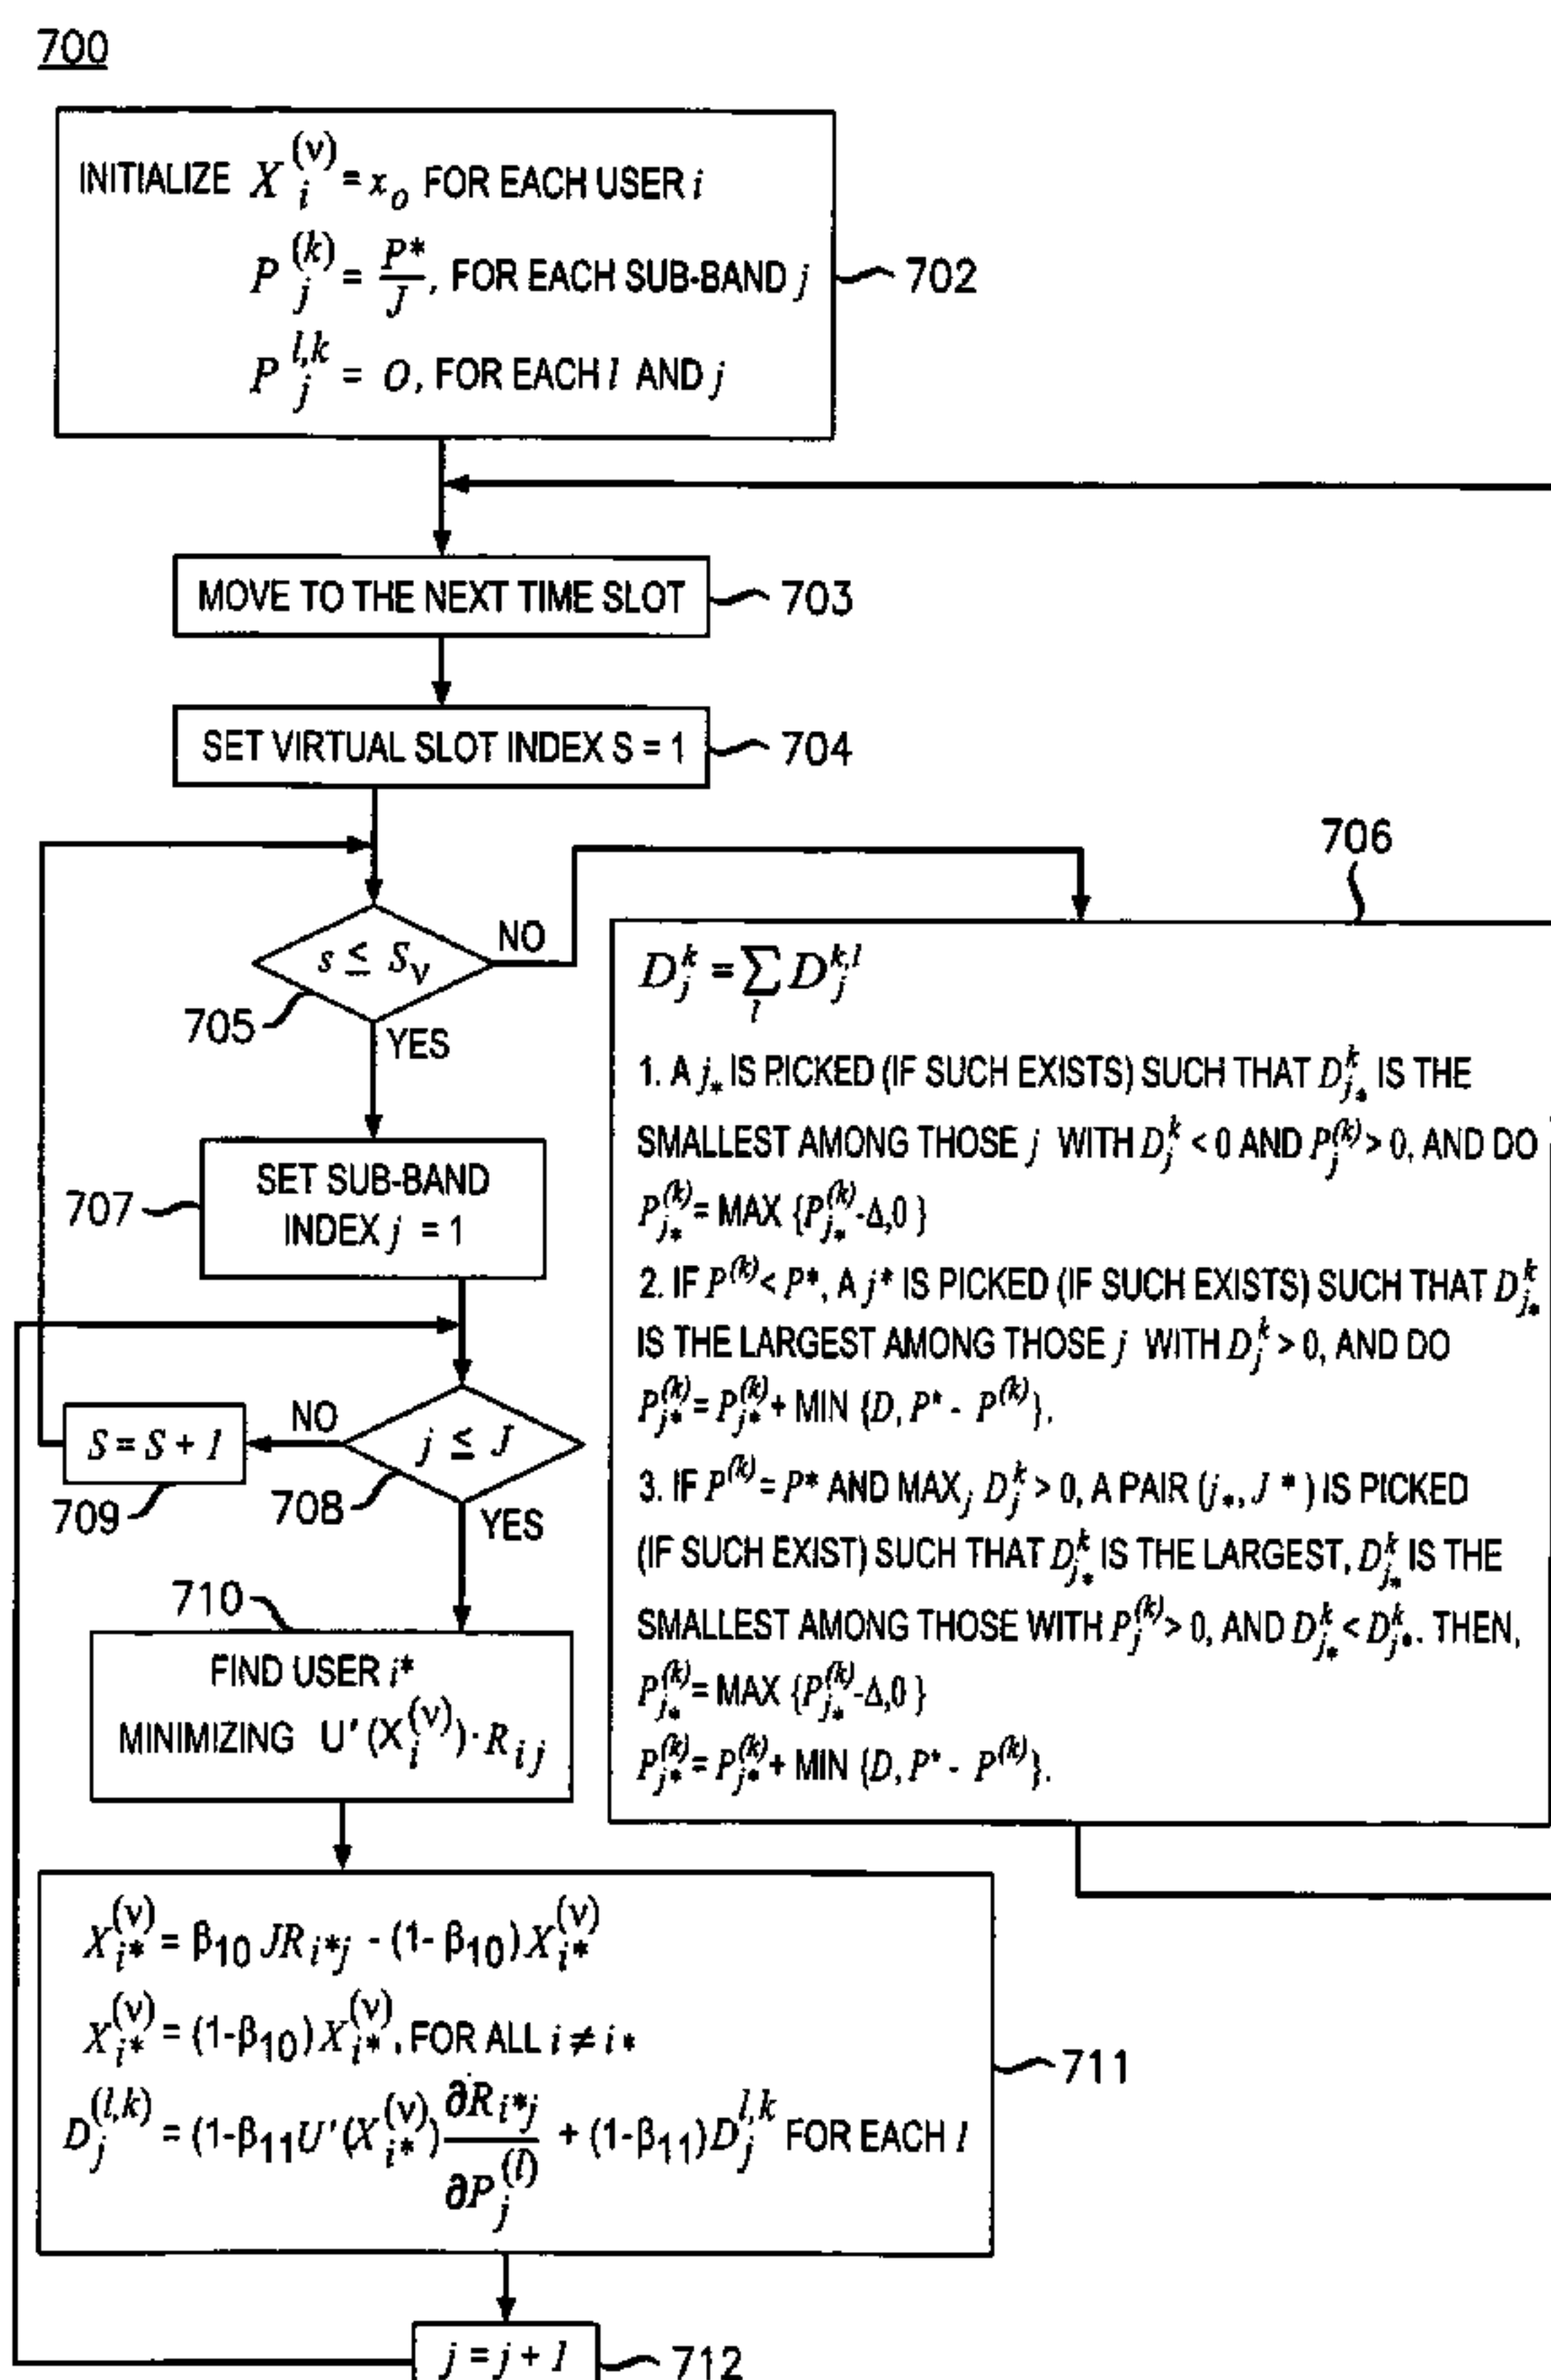 700
INITIALIZE X_i^(ν) = x_o FOR EACH USER i
P_j^(k) = P*/J, FOR EACH SUB-BAND j
P_j^l,k = O, FOR EACH l AND j
702
MOVE TO THE NEXT TIME SLOT
703
SET VIRTUAL SLOT INDEX S = 1
704
s ≤ S_ν
705
NO
YES
706
D_j^k = ∑_l D_j^k,l
1. A j_* IS PICKED (IF SUCH EXISTS) SUCH THAT D_j*^k IS THE
SMALLEST AMONG THOSE j WITH D_j^k < 0 AND P_j^(k) > 0, AND DO
P_j*^(k) = MAX {P_j*^(k) - Δ,0 }
2. IF P^(k) < P*, A j* IS PICKED (IF SUCH EXISTS) SUCH THAT D_j*^k
IS THE LARGEST AMONG THOSE j WITH D_j^k > 0, AND DO
P_j*^(k) = P_j*^(k) + MIN {D, P* - P^(k)}.
3. IF P^(k) = P* AND MAX_j D_j^k > 0, A PAIR (j_*, J*) IS PICKED
(IF SUCH EXIST) SUCH THAT D_j*^k IS THE LARGEST, D_j*^k IS THE
SMALLEST AMONG THOSE WITH P_j^(k) > 0, AND D_j*^k < D_j*^k. THEN,
P_j*^(k) = MAX {P_j*^(k) - Δ,0 }
P_j*^(k) = P_j*^(k) + MIN {D, P* - P^(k)}.
SET SUB-BAND
INDEX j = 1
707
j ≤ J
708
NO
YES
S = S + 1
709
710
FIND USER i*
MINIMIZING U′(X_i^(ν)) · R_ij
X_i*^(ν) = β10 JR_i*j - (1-β10)X_i*^(ν)
X_i*^(ν) = (1-β10)X_i*^(ν), FOR ALL i ≠ i*
D_j^(l,k) = (1-β11U′(X_i*^(ν)) ∂R_i*j/∂P_j^(l) + (1-β11)D_j^l,k FOR EACH l
711
j = j + 1
712